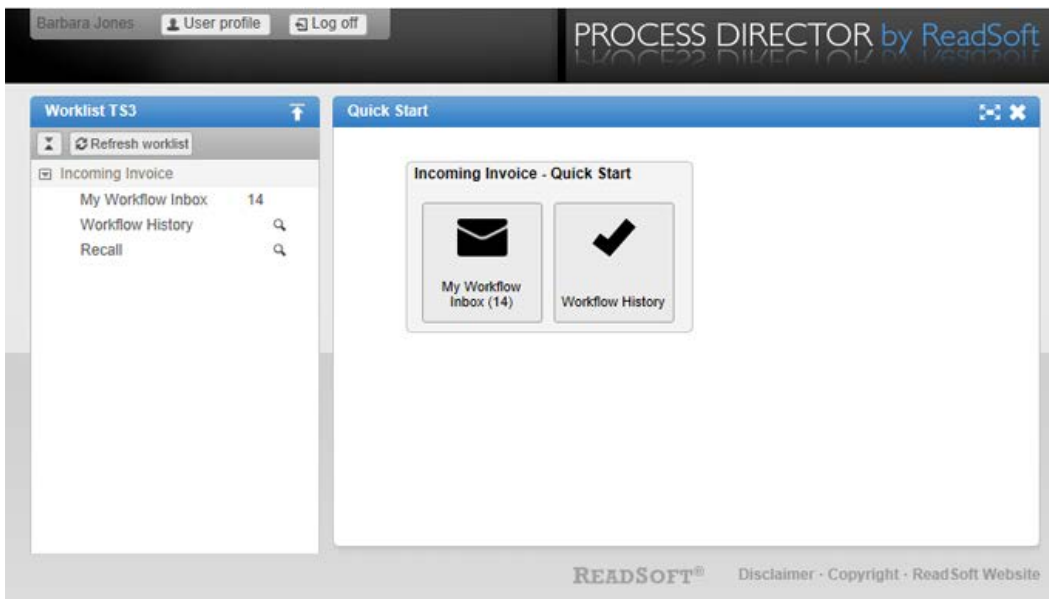 Barbara Jones User profile Log off
PROCESS DIRECTOR by ReadSoft
Worklist TS3
Refresh worklist
Incoming Invoice
My Workflow Inbox 14
Workflow History
Recall
Quick Start
Incoming Invoice - Quick Start
My Workflow
Inbox (14)
Workflow History
READSOFT® Disclaimer - Copyright - ReadSoft Website